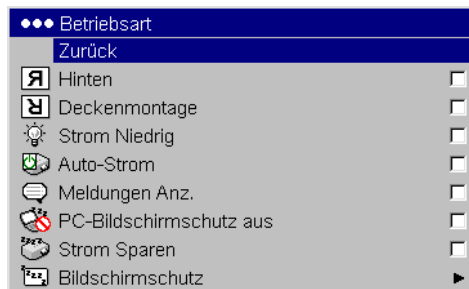 Betriebsart
Zurück
Hinten
Deckenmontage
Strom Niedrig
Auto-Strom
Meldungen Anz.
PC-Bildschirmschutz aus
Strom Sparen
Bildschirmschutz